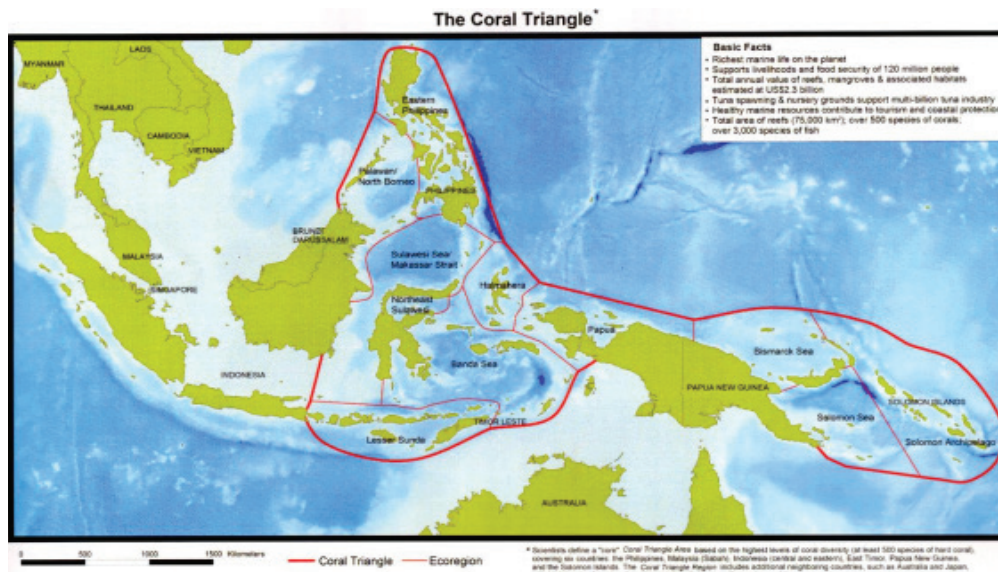 The Coral Triangle*
Basic Facts
• Richest marine life on the planet
• Supports livelihoods and food security of 120 million people
• Total annual value of reefs, mangroves & associated habitats
estimated at US$2.3 billion
• Tuna spawning & nursery grounds support multi-billion tuna industry
• Healthy marine resources contribute to tourism and coastal protection
• Total area of reefs (75,000 km²); over 500 species of corals;
over 3,000 species of fish
LAOS
MYANMAR
THAILAND
CAMBODIA
VIETNAM
Eastern
Philippines
Palawan/
North Borneo
PHILIPPINES
BRUNEI
DARUSSALAM
MALAYSIA
SINGAPORE
Sulawesi Sea/
Makassar Strait
Halmahera
Northeast
Sulawesi
Papua
Banda Sea
INDONESIA
Bismarck Sea
PAPUA NEW GUINEA
SOLOMON ISLANDS
Solomon Sea
Solomon Archipelago
TIMOR LESTE
Lesser Sunda
AUSTRALIA
0 500 1000 1500 Kilometers
Coral Triangle
Ecoregion
* Scientists define a "core" Coral Triangle Area based on the highest levels of coral diversity (at least 500 species of hard coral),
covering six countries: the Philippines, Malaysia (Sabah), Indonesia (central and eastern), East Timor, Papua New Guinea,
and the Solomon Islands. The Coral Triangle Region includes additional neighboring countries, such as Australia and Japan,